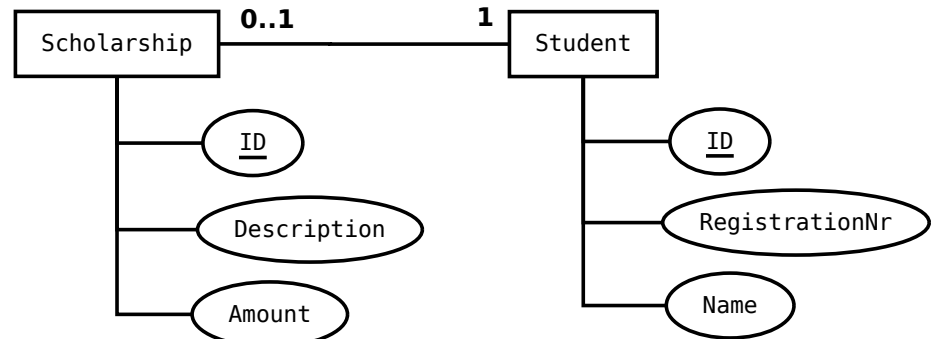 0..1 1
Scholarship Student
ID ID
Description RegistrationNr
Amount Name